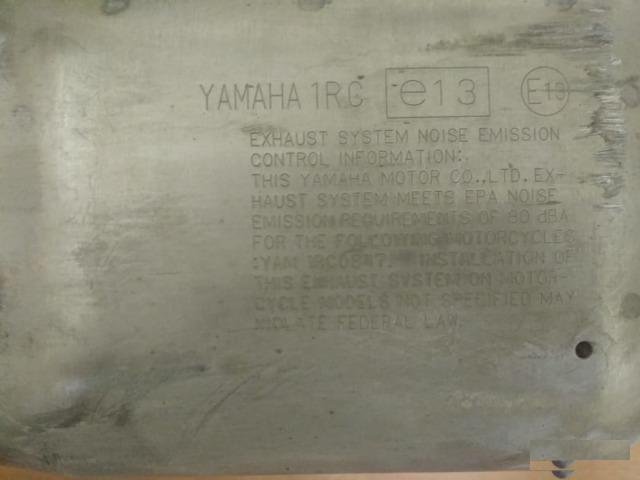 YAMAHA 1RC e13 E13
EXHAUST SYSTEM NOISE EMISSION
CONTROL INFORMATION:
THIS YAMAHA MOTOR CO.,LTD. EX-
HAUST SYSTEM MEETS EPA NOISE
EMISSION REQUIREMENTS OF 80 dBA
FOR THE FOLLOWING MOTORCYCLES
:YAM INSTALLATION OF
THIS EXHAUST SYSTEM ON MOTOR-
CYCLE MODELS NOT SPECIFIED MAY
VIOLATE FEDERAL LAW.